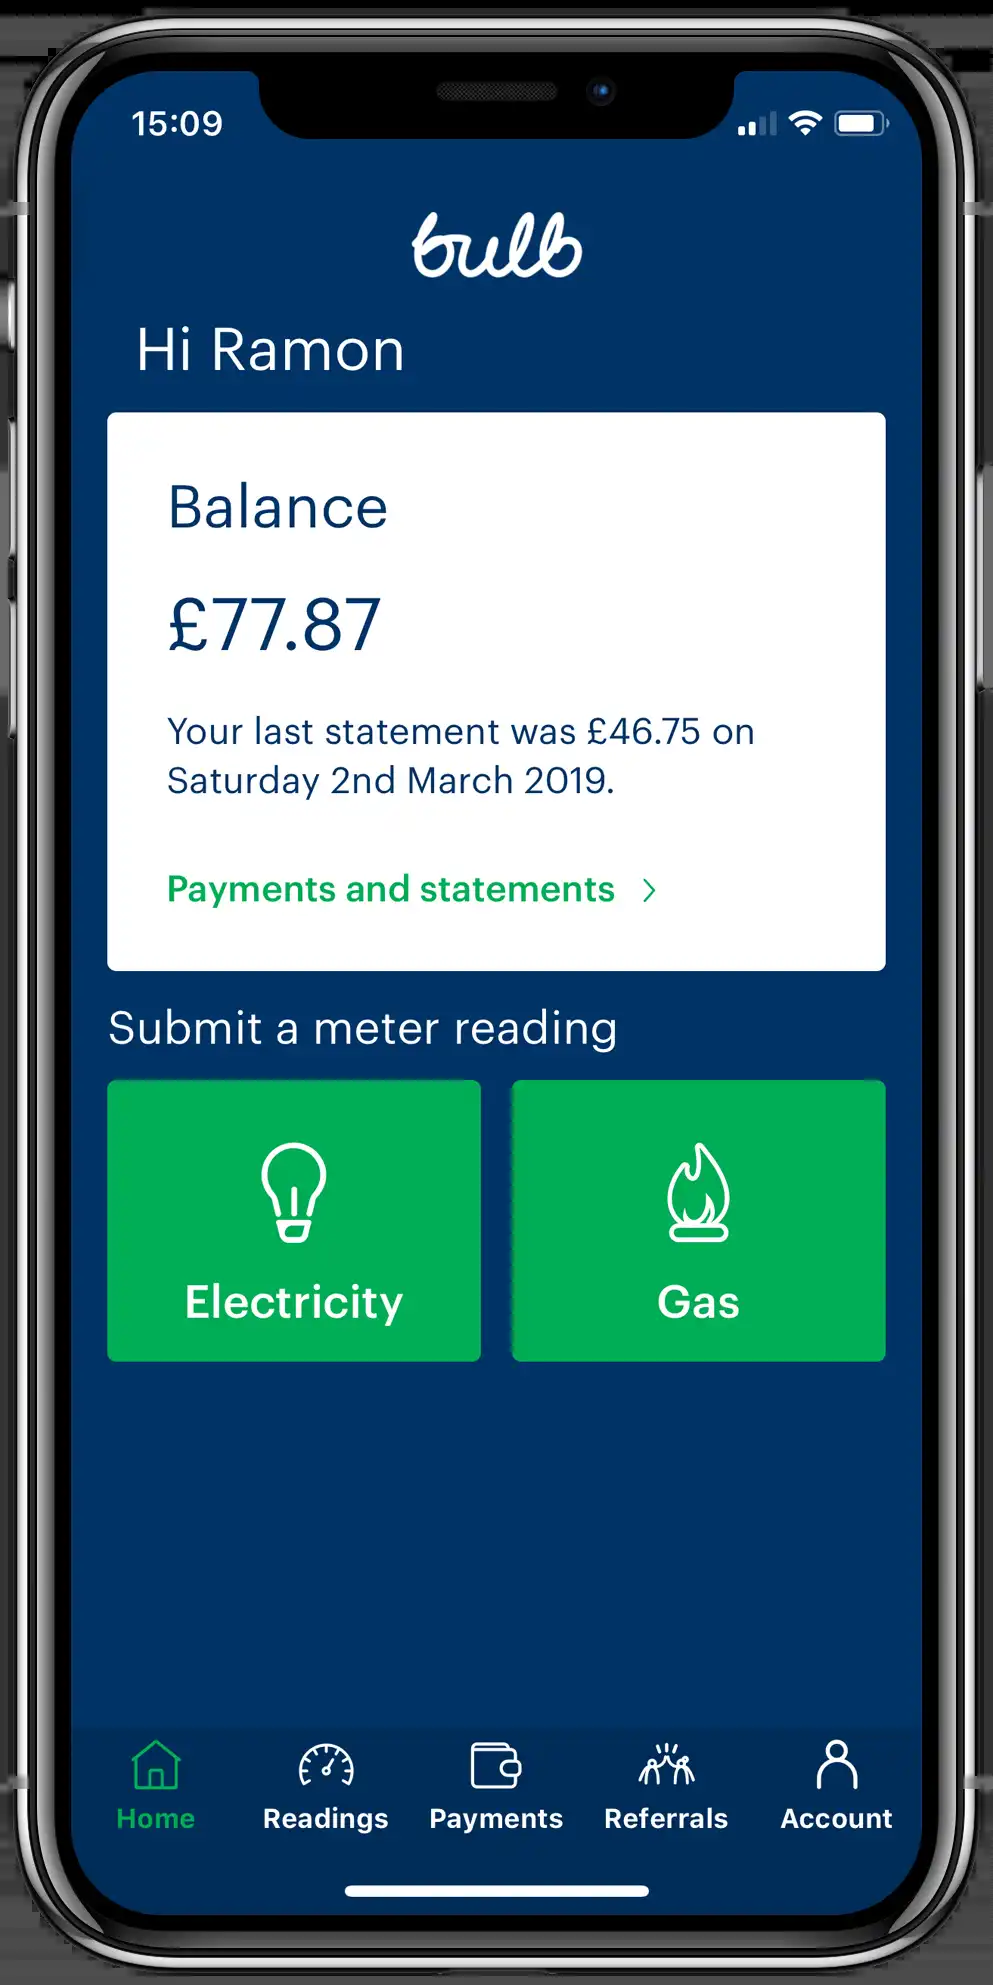 15:09
bulb
Hi Ramon
Balance
£77.87
Your last statement was £46.75 on
Saturday 2nd March 2019.
Payments and statements >
Submit a meter reading
Electricity
Gas
Home
Readings
Payments
Referrals
Account